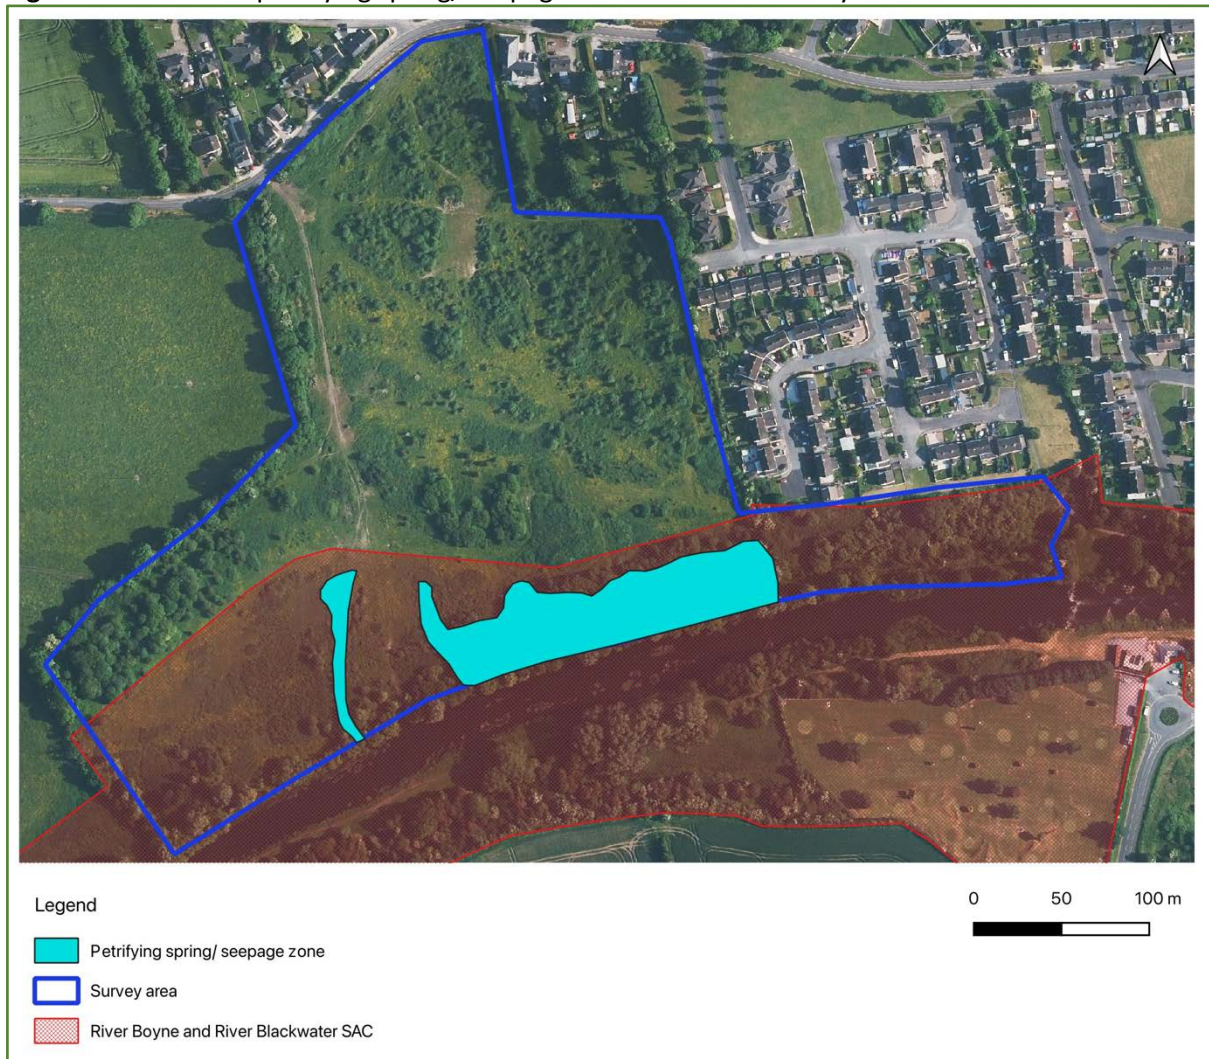 Legend
0 50 100 m
Petrifying spring/ seepage zone
Survey area
River Boyne and River Blackwater SAC